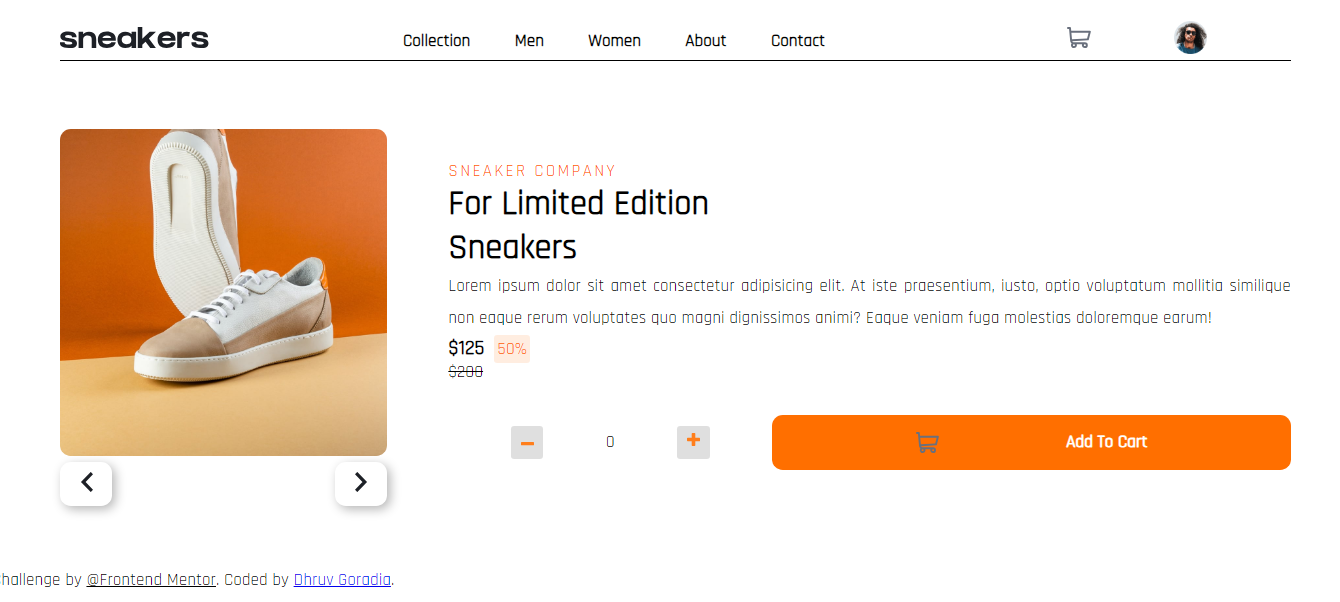 sneakers
Collection Men Women About Contact
SNEAKER COMPANY
For Limited Edition
Sneakers
Lorem ipsum dolor sit amet consectetur adipisicing elit. At iste praesentium, iusto, optio voluptatum mollitia similique
non eaque rerum voluptates quo magni dignissimos animi? Eaque veniam fuga molestias doloremque earum!
$125 50%
$200
0 Add To Cart
hallenge by @Frontend Mentor. Coded by Dhruv Goradia.